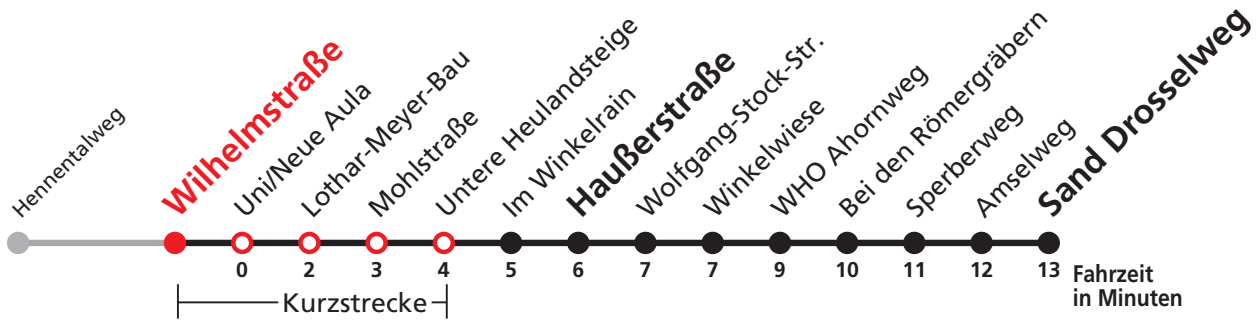 Hennentalweg
Wilhelmstraße
Uni/Neue Aula
Lothar-Meyer-Bau
Mohlstraße
Untere Heulandsteige
Im Winkelrain
Haußerstraße
Wolfgang-Stock-Str.
Winkelwiese
WHO Ahornweg
Bei den Römergräbern
Sperberweg
Amselweg
Sand Drosselweg
0 2 3 4 5 6 7 7 9 10 11 12 13
Fahrzeit
in Minuten
Kurzstrecke